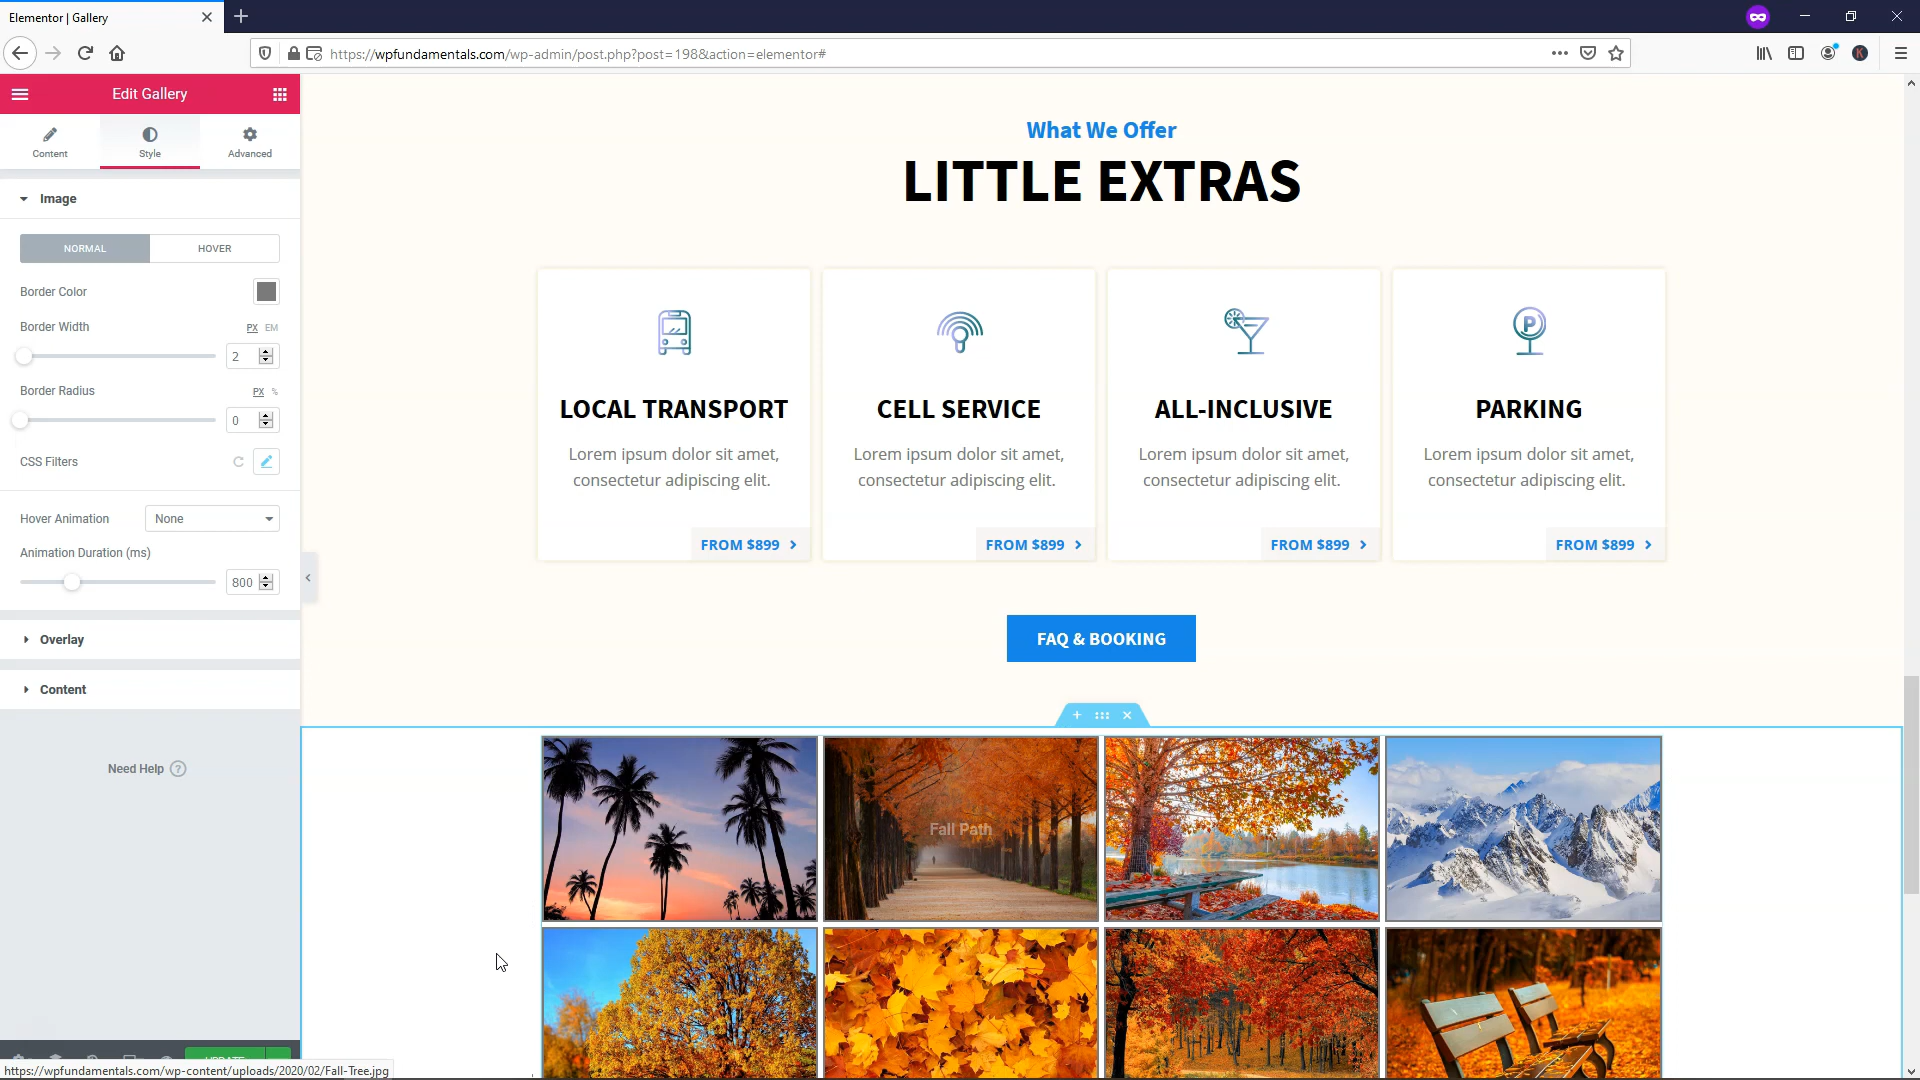 Elementor | Gallery
https://wpfundamentals.com/wp-admin/post.php?post=198&action=elementor#
K
Edit Gallery
Content
Style
Advanced
Image
NORMAL
HOVER
Border Color
Border Width
PX EM
2
Border Radius
PX %
0
CSS Filters
Hover Animation
None
Animation Duration (ms)
800
Overlay
Content
Need Help ?
What We Offer
LITTLE EXTRAS
P
LOCAL TRANSPORT
CELL SERVICE
ALL-INCLUSIVE
PARKING
Lorem ipsum dolor sit amet,
consectetur adipiscing elit.
Lorem ipsum dolor sit amet,
consectetur adipiscing elit.
Lorem ipsum dolor sit amet,
consectetur adipiscing elit.
Lorem ipsum dolor sit amet,
consectetur adipiscing elit.
FROM $899
FROM $899
FROM $899
FROM $899
FAQ & BOOKING
Fall Path
UPDATE
https://wpfundamentals.com/wp-content/uploads/2020/02/Fall-Tree.jpg